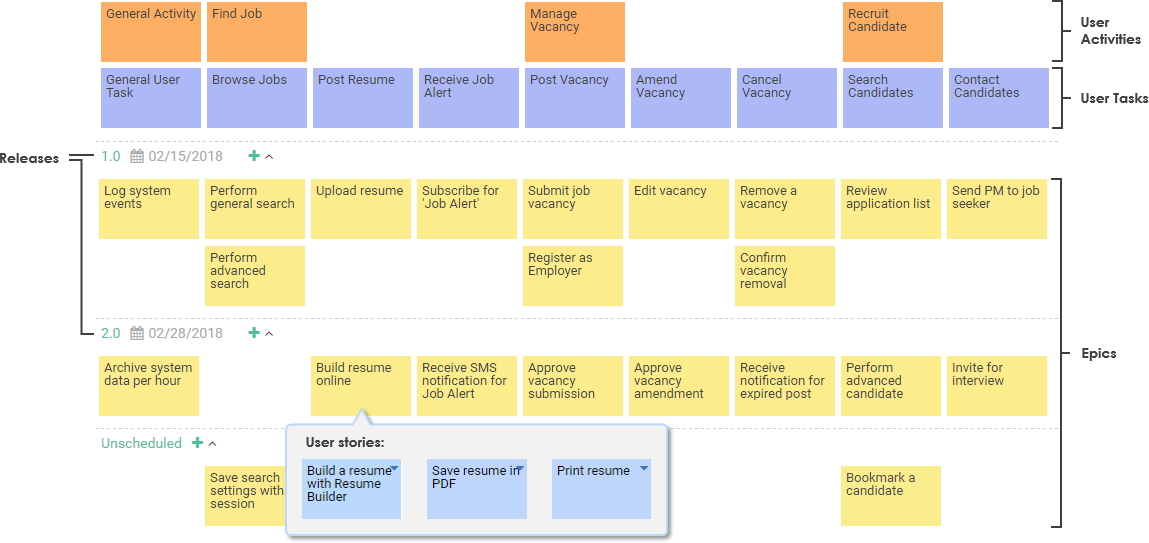 General Activity
Find Job
Manage
Vacancy
Recruit
Candidate
User
Activities
General User
Task
Browse Jobs
Post Resume
Receive Job
Alert
Post Vacancy
Amend
Vacancy
Cancel
Vacancy
Search
Candidates
Contact
Candidates
User Tasks
Releases
1.0 02/15/2018
Log system
events
Perform
general search
Upload resume
Subscribe for
'Job Alert'
Submit job
vacancy
Edit vacancy
Remove a
vacancy
Review
application list
Send PM to job
seeker
Perform
advanced
search
Register as
Employer
Confirm
vacancy
removal
2.0 02/28/2018
Epics
Archive system
data per hour
Build resume
online
Receive SMS
notification for
Job Alert
Approve
vacancy
submission
Approve
vacancy
amendment
Receive
notification for
expired post
Perform
advanced
candidate
Invite for
interview
Unscheduled
User stories:
Save search
settings with
session
Build a resume
with Resume
Builder
Save resume in
PDF
Print resume
Bookmark a
candidate